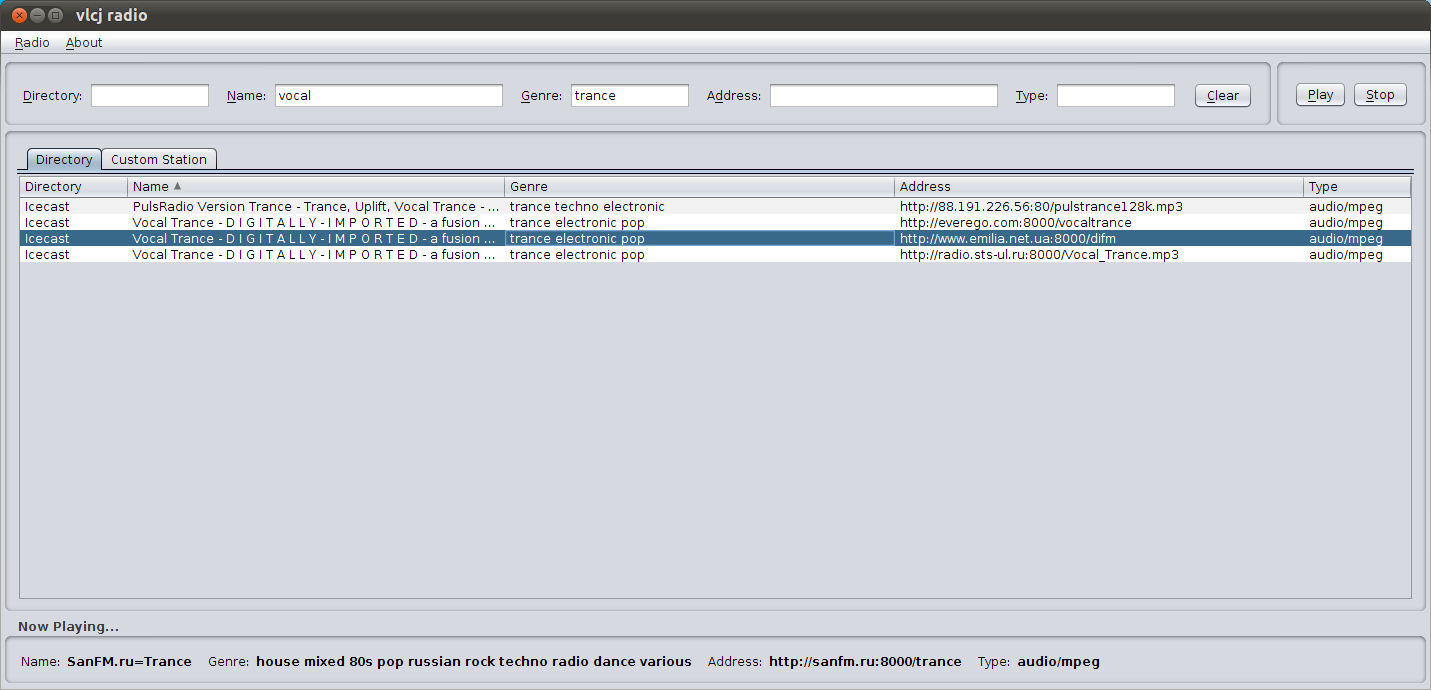 vlcj radio
Radio About
Directory: Name: vocal Genre: trance Address: Type: Clear Play Stop
Directory Custom Station
Directory Name Genre Address Type
Icecast PulsRadio Version Trance - Trance, Uplift, Vocal Trance - ... trance techno electronic http://88.191.226.56:80/pulstrance128k.mp3 audio/mpeg
Icecast Vocal Trance - D I G I T A L L Y - I M P O R T E D - a fusion ... trance electronic pop http://everego.com:8000/vocaltrance audio/mpeg
Icecast Vocal Trance - D I G I T A L L Y - I M P O R T E D - a fusion ... trance electronic pop http://www.emilia.net.ua:8000/difm audio/mpeg
Icecast Vocal Trance - D I G I T A L L Y - I M P O R T E D - a fusion ... trance electronic pop http://radio.sts-ul.ru:8000/Vocal_Trance.mp3 audio/mpeg
Now Playing...
Name: SanFM.ru=Trance Genre: house mixed 80s pop russian rock techno radio dance various Address: http://sanfm.ru:8000/trance Type: audio/mpeg